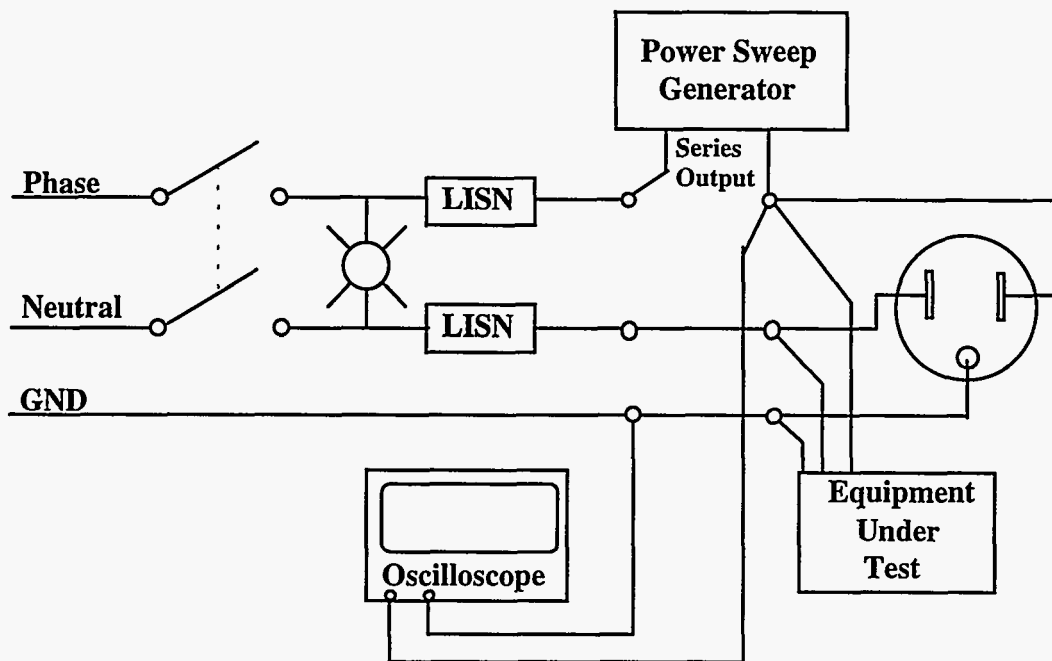 Power Sweep
Generator
Series
Output
Phase
LISN
Neutral
LISN
GND
Equipment
Under
Test
Oscilloscope